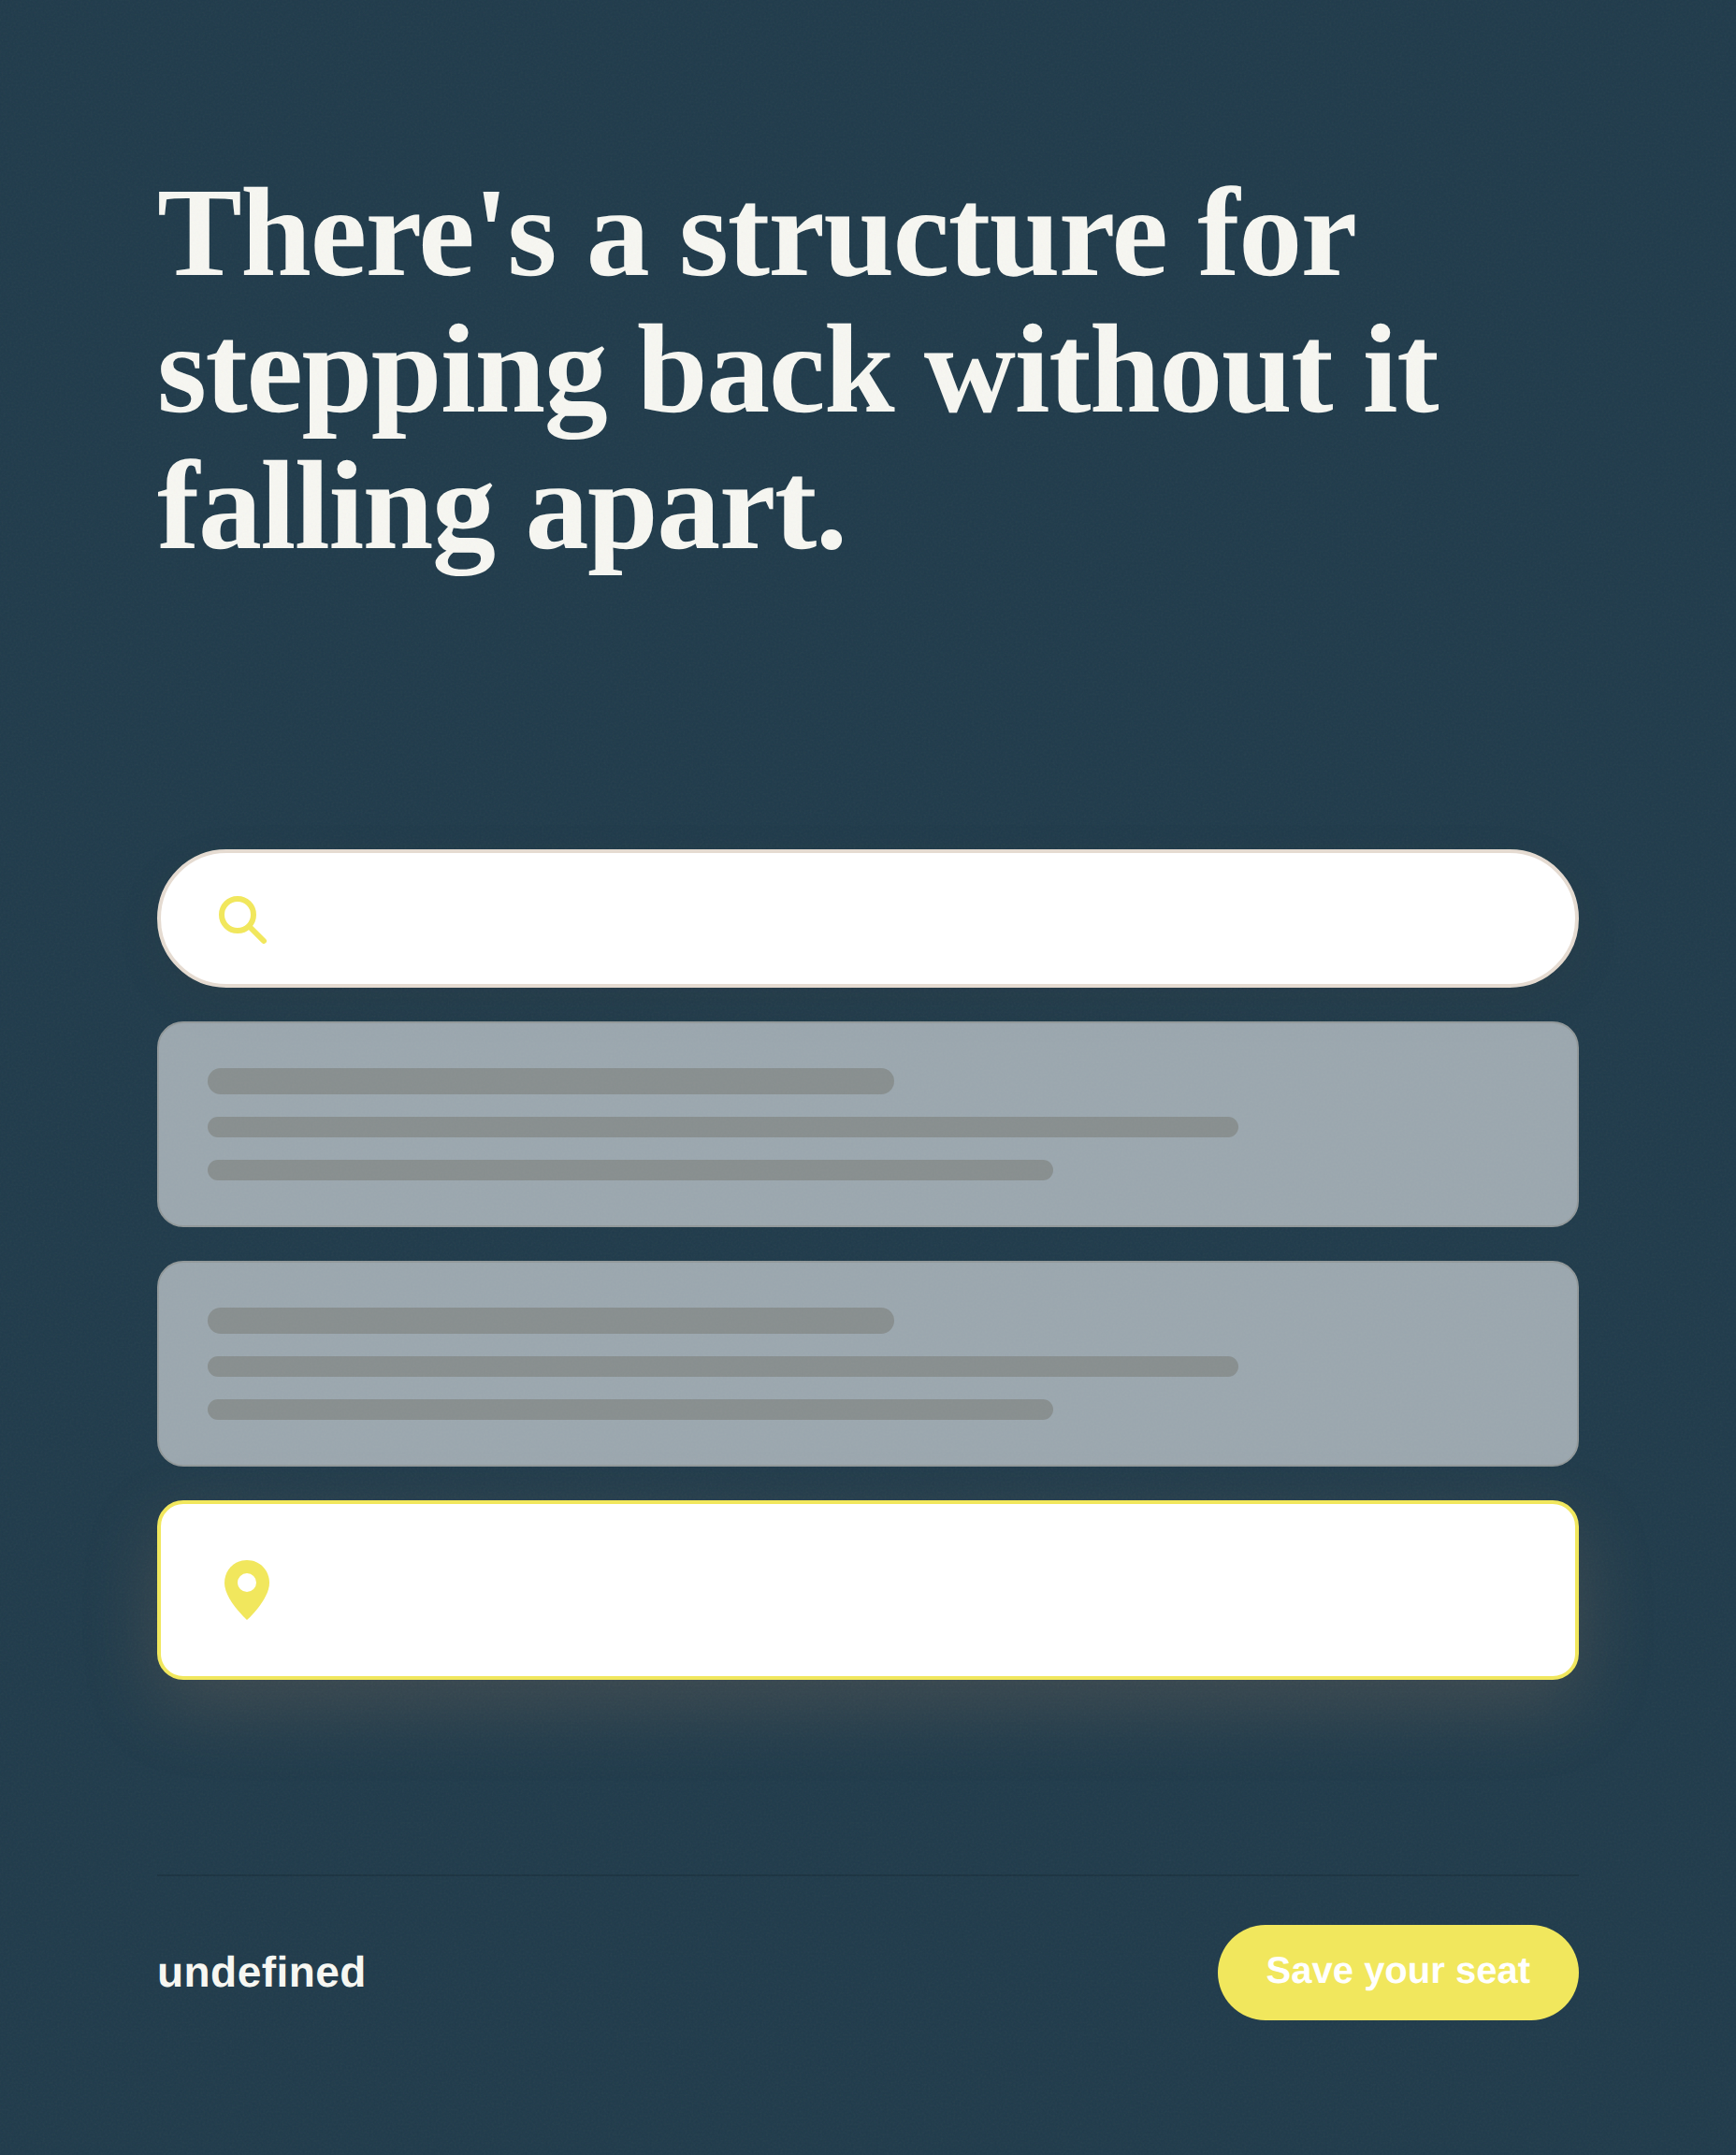 There's a structure for
stepping back without it
falling apart.
undefined
Save your seat